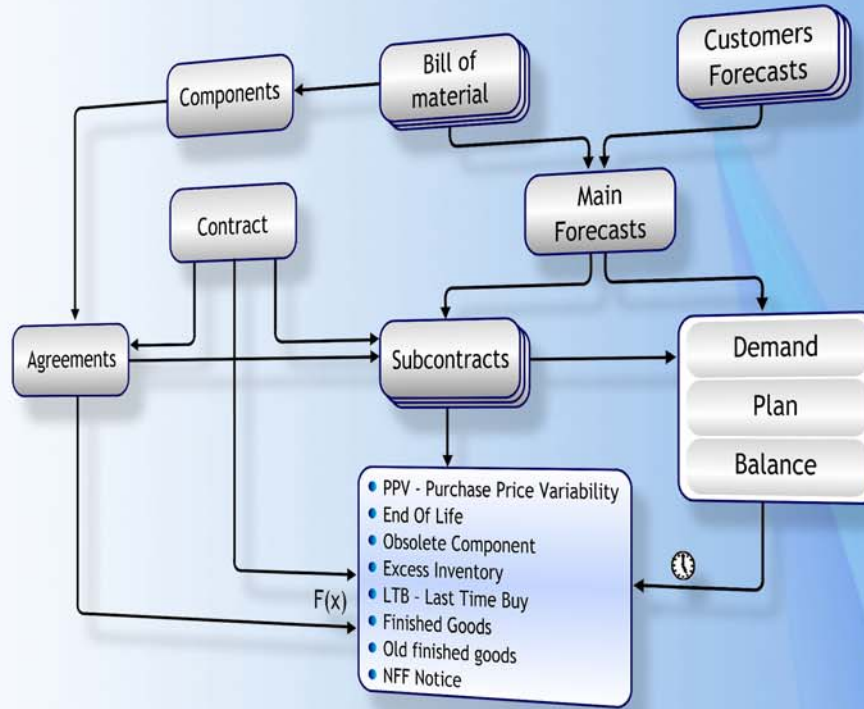 Customers
Forecasts
Bill of
material
Components
Main
Forecasts
Contract
Agreements
Subcontracts
Demand
Plan
Balance
PPV - Purchase Price Variability
End Of Life
Obsolete Component
Excess Inventory
LTB - Last Time Buy
Finished Goods
Old finished goods
NFF Notice
F(x)